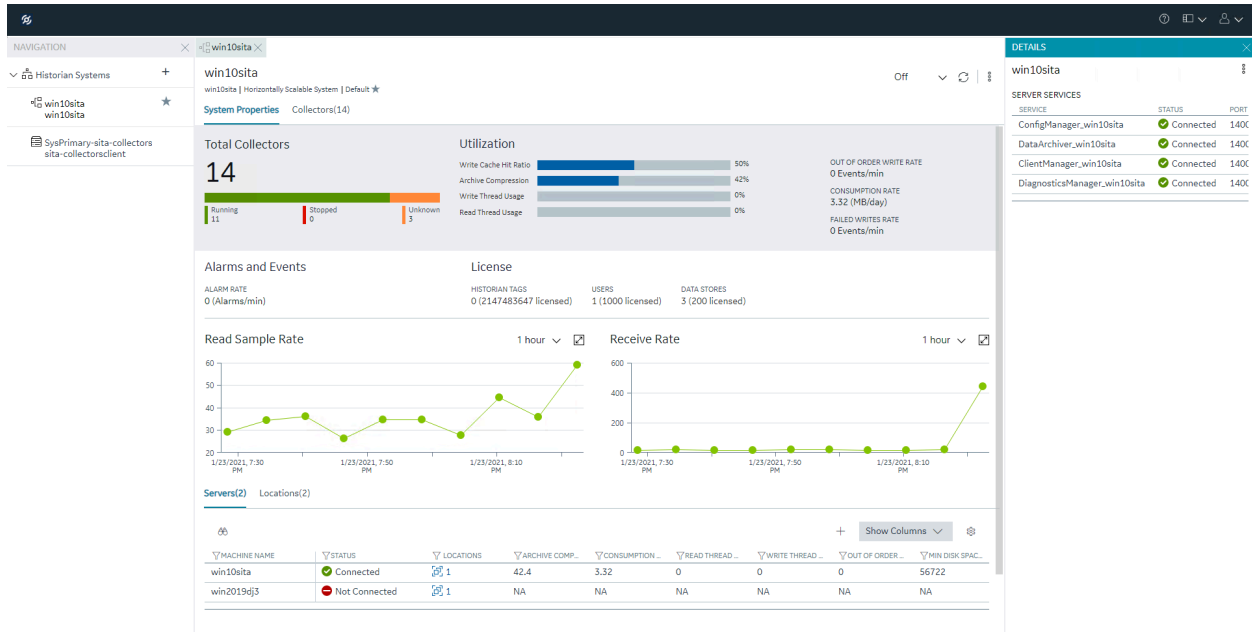 NAVIGATION
Historian Systems
win10sita
win10sita
SysPrimary-sita-collectors
sita-collectorsclient
win10sita
win10sita
win10sita | Horizontally Scalable System | Default
Off
System Properties Collectors(14)
Total Collectors
14
Running
11
Stopped
0
Unknown
3
Utilization
Write Cache Hit Ratio 50%
Archive Compression 42%
Write Thread Usage 0%
Read Thread Usage 0%
OUT OF ORDER WRITE RATE
0 Events/min
CONSUMPTION RATE
3.32 (MB/day)
FAILED WRITES RATE
0 Events/min
Alarms and Events
ALARM RATE
0 (Alarms/min)
License
HISTORIAN TAGS
0 (2147483647 licensed)
USERS
1 (1000 licensed)
DATA STORES
3 (200 licensed)
Read Sample Rate 1 hour
60
50
40
30
20
1/23/2021, 7:30
PM
1/23/2021, 7:50
PM
1/23/2021, 8:10
PM
Receive Rate 1 hour
600
400
200
0
1/23/2021, 7:30
PM
1/23/2021, 7:50
PM
1/23/2021, 8:10
PM
Servers(2) Locations(2)
Show Columns
MACHINE NAME STATUS LOCATIONS ARCHIVE COMP... CONSUMPTION ... READ THREAD ... WRITE THREAD ... OUT OF ORDER... MIN DISK SPAC...
win10sita Connected 1 42.4 3.32 0 0 0 56722
win2019dj3 Not Connected 1 NA NA NA NA NA NA
DETAILS
win10sita
SERVER SERVICES
SERVICE STATUS PORT
ConfigManager_win10sita Connected 1400
DataArchiver_win10sita Connected 1400
ClientManager_win10sita Connected 1400
DiagnosticsManager_win10sita Connected 1400